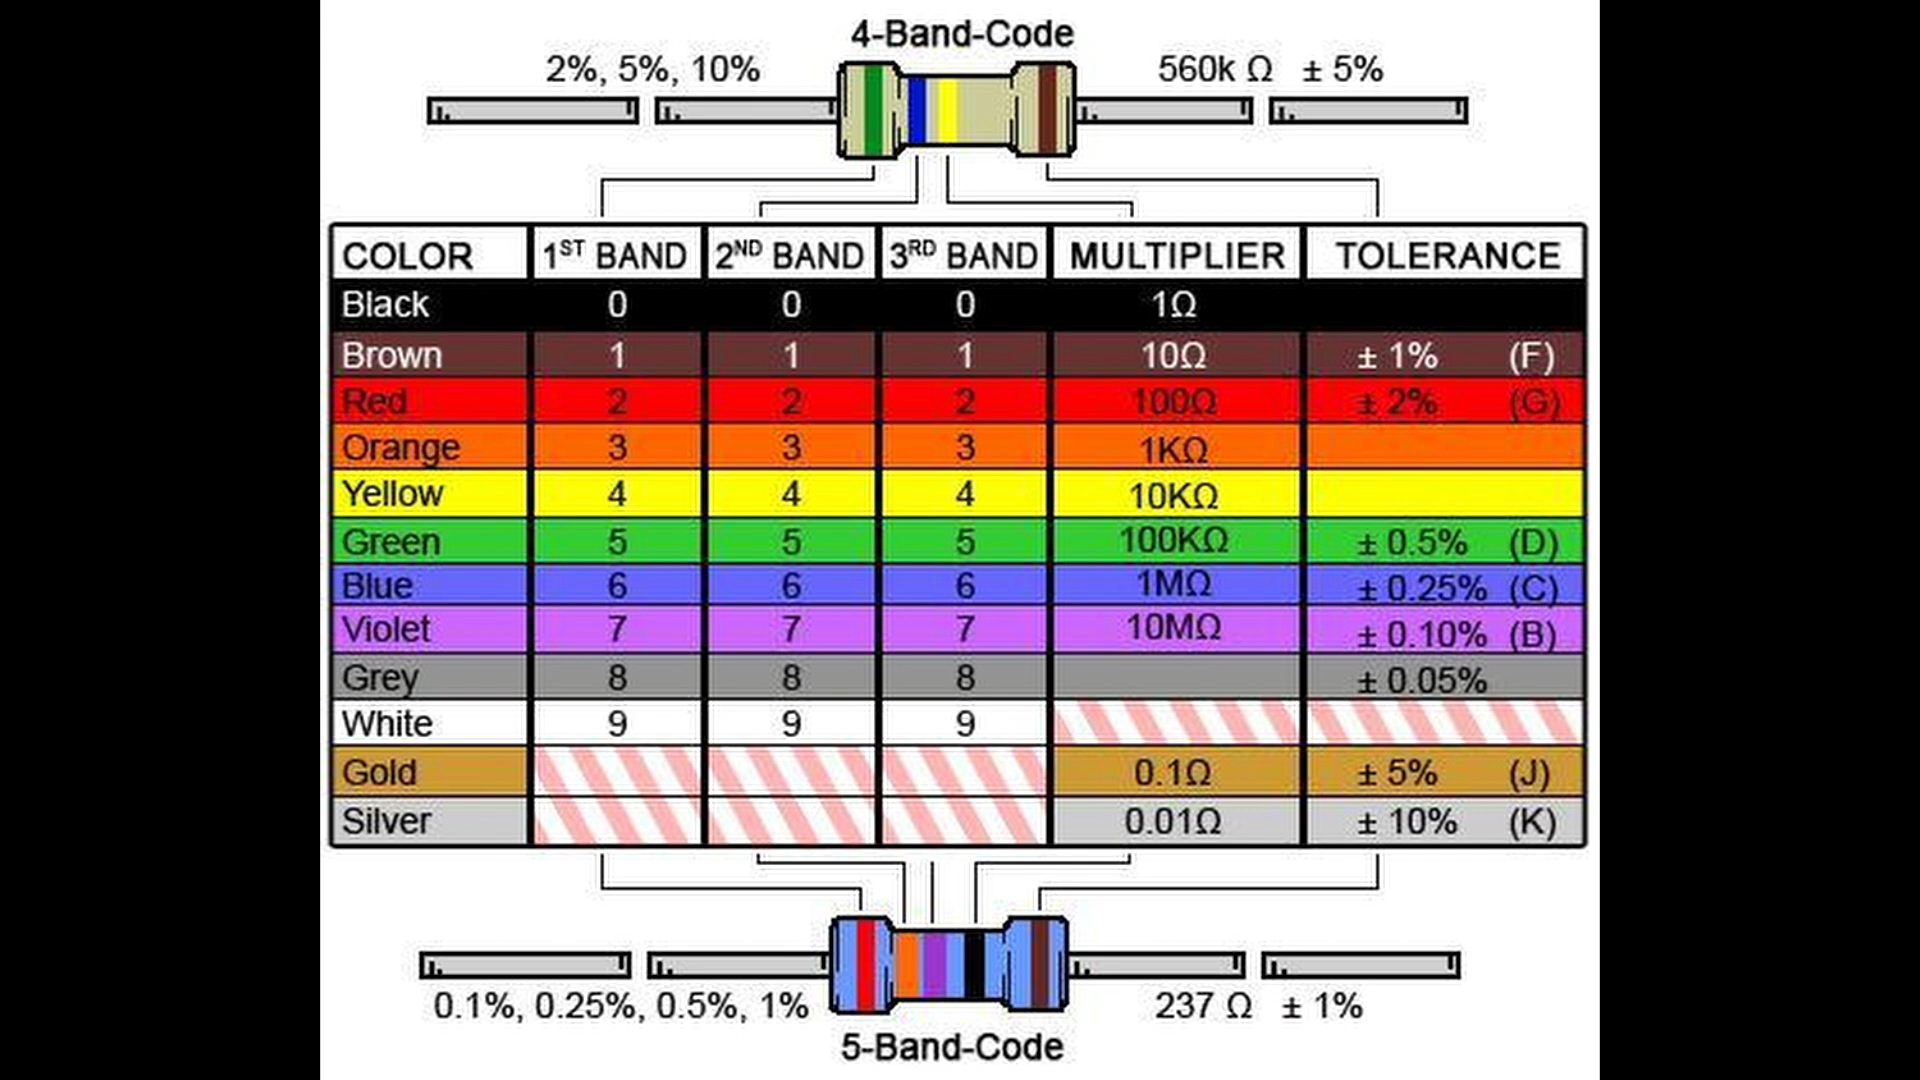 4-Band-Code
2%, 5%, 10%
560k Ω ± 5%
COLOR 1ST BAND 2ND BAND 3RD BAND MULTIPLIER TOLERANCE
Black 0 0 0 1Ω
Brown 1 1 1 10Ω ± 1% (F)
Red 2 2 2 100Ω ± 2% (G)
Orange 3 3 3 1KΩ
Yellow 4 4 4 10KΩ
Green 5 5 5 100KΩ ± 0.5% (D)
Blue 6 6 6 1MΩ ± 0.25% (C)
Violet 7 7 7 10MΩ ± 0.10% (B)
Grey 8 8 8 ± 0.05%
White 9 9 9
Gold 0.1Ω ± 5% (J)
Silver 0.01Ω ± 10% (K)
0.1%, 0.25%, 0.5%, 1%
237 Ω ± 1%
5-Band-Code